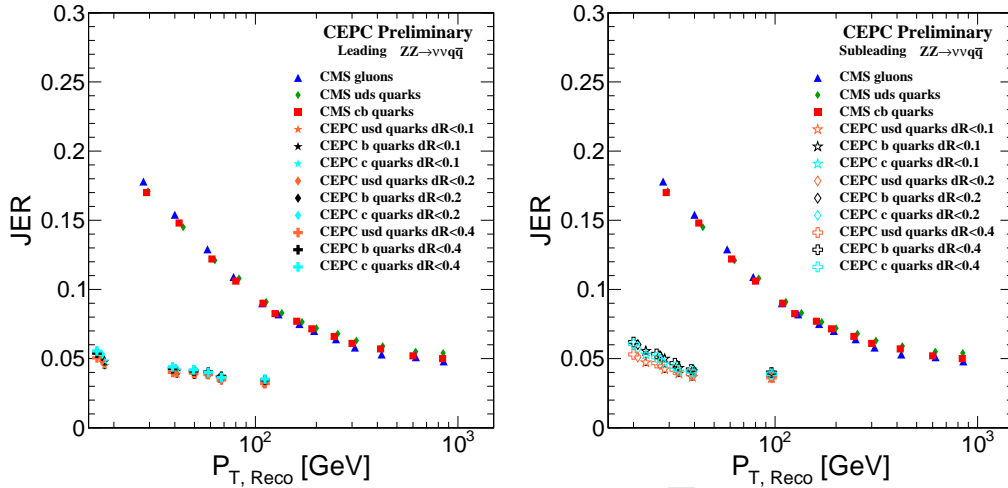 CEPC Preliminary
Leading ZZ→ννqq̅
CMS gluons
CMS uds quarks
CMS cb quarks
CEPC usd quarks dR<0.1
CEPC b quarks dR<0.1
CEPC c quarks dR<0.1
CEPC usd quarks dR<0.2
CEPC b quarks dR<0.2
CEPC c quarks dR<0.2
CEPC usd quarks dR<0.4
CEPC b quarks dR<0.4
CEPC c quarks dR<0.4
JER
0.3
0.25
0.2
0.15
0.1
0.05
0
10²
10³
P_T, Reco [GeV]
CEPC Preliminary
Subleading ZZ→ννqq̅
CMS gluons
CMS uds quarks
CMS cb quarks
CEPC usd quarks dR<0.1
CEPC b quarks dR<0.1
CEPC c quarks dR<0.1
CEPC usd quarks dR<0.2
CEPC b quarks dR<0.2
CEPC c quarks dR<0.2
CEPC usd quarks dR<0.4
CEPC b quarks dR<0.4
CEPC c quarks dR<0.4
JER
0.3
0.25
0.2
0.15
0.1
0.05
0
10²
10³
P_T, Reco [GeV]